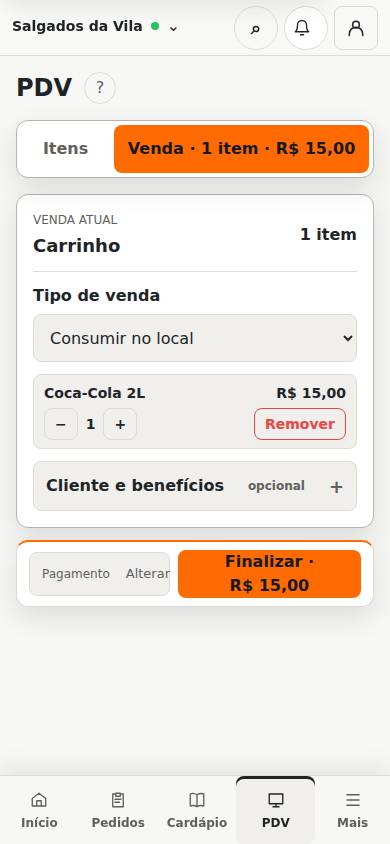 Salgados da Vila
PDV ?
Itens
Venda · 1 item · R$ 15,00
VENDA ATUAL
Carrinho
1 item
Tipo de venda
Consumir no local
Coca-Cola 2L
R$ 15,00
− 1 +
Remover
Cliente e benefícios
opcional
+
Pagamento
Alterar
Finalizar ·
R$ 15,00
Início
Pedidos
Cardápio
PDV
Mais